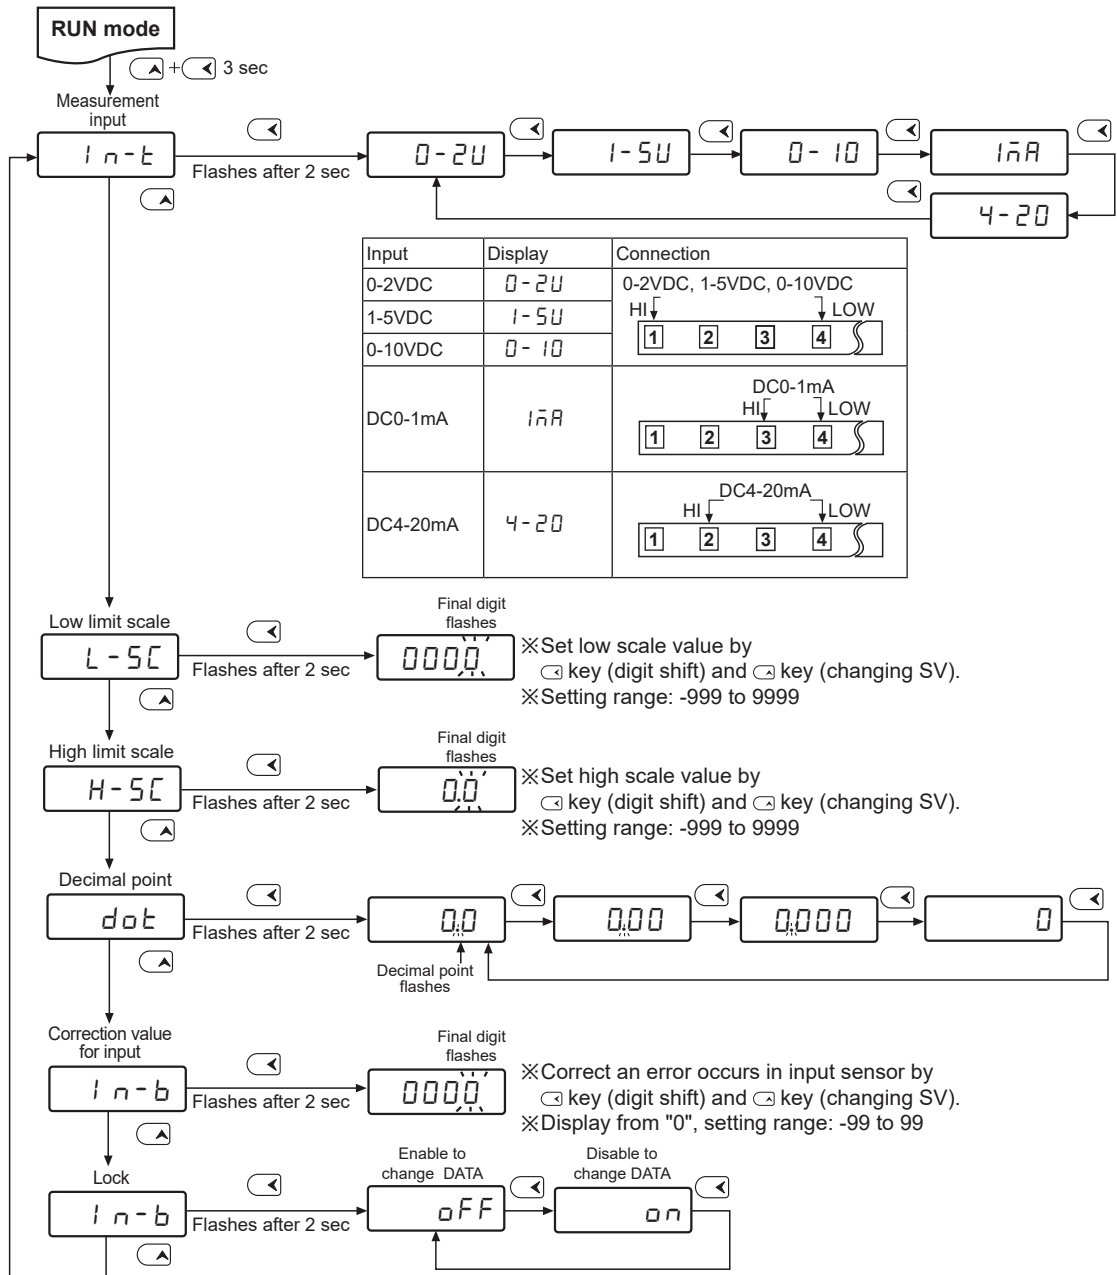 RUN mode
+ 3 sec
Measurement
input
In-t
Flashes after 2 sec
0-2V
1-5V
0-10
1mA
4-20
Input Display Connection
0-2VDC 0-2V
1-5VDC 1-5V
0-10VDC 0-10
0-2VDC, 1-5VDC, 0-10VDC
HI LOW
1 2 3 4
DC0-1mA 1mA
DC0-1mA
HI LOW
1 2 3 4
DC4-20mA 4-20
DC4-20mA
HI LOW
1 2 3 4
Low limit scale
L-SC
Flashes after 2 sec
Final digit
flashes
0000
※Set low scale value by
key (digit shift) and key (changing SV).
※Setting range: -999 to 9999
High limit scale
H-SC
Flashes after 2 sec
Final digit
flashes
0.0
※Set high scale value by
key (digit shift) and key (changing SV).
※Setting range: -999 to 9999
Decimal point
dot
Flashes after 2 sec
0.0
0.00
0.000
0
Decimal point
flashes
Correction value
for input
In-b
Flashes after 2 sec
Final digit
flashes
0000
※Correct an error occurs in input sensor by
key (digit shift) and key (changing SV).
※Display from "0", setting range: -99 to 99
Lock
In-b
Flashes after 2 sec
Enable to
change DATA
oFF
Disable to
change DATA
on